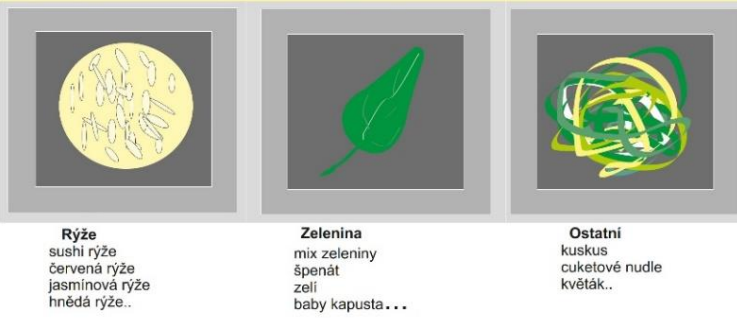 Rýže
sushi rýže
červená rýže
jasmínová rýže
hnědá rýže..
Zelenina
mix zeleniny
špenát
zelí
baby kapusta...
Ostatní
kuskus
cuketové nudle
květák..